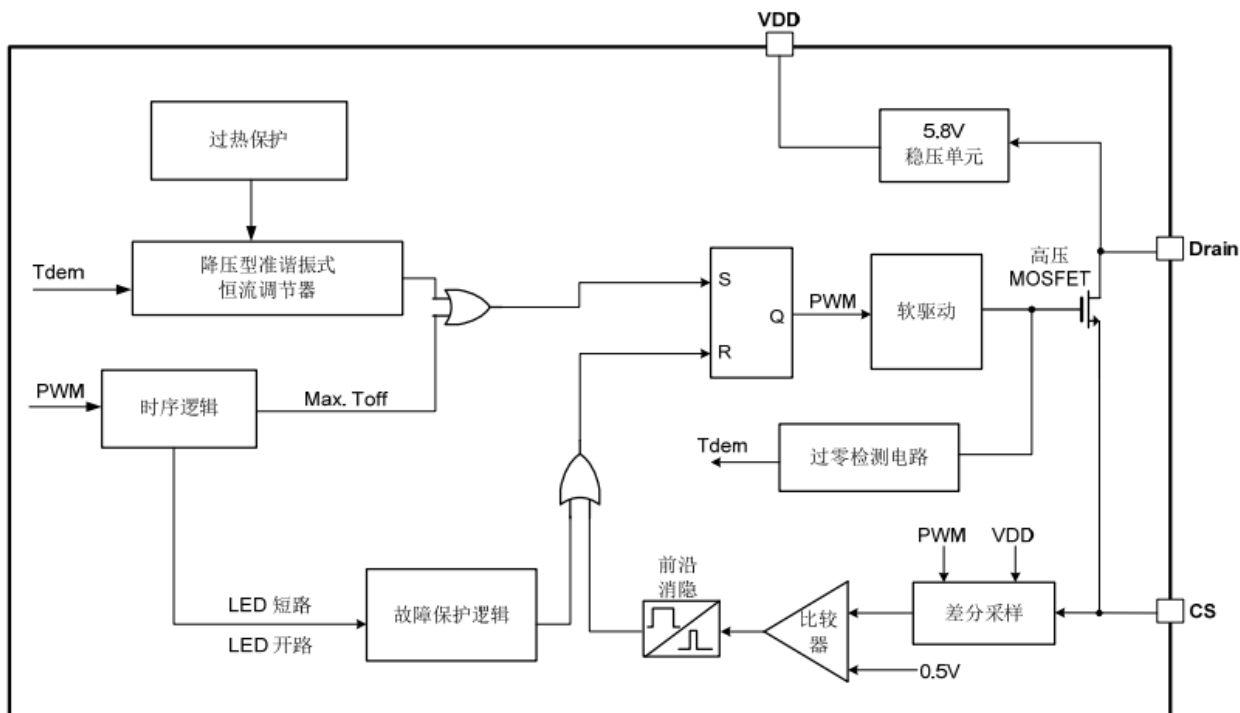 VDD
过热保护
5.8V
稳压单元
Drain
高压
MOSFET
Tdem
降压型准谐振式
恒流调节器
S
Q
R
PWM
软驱动
PWM
时序逻辑
Max. Toff
Tdem
过零检测电路
PWM
VDD
前沿
消隐
LED 短路
LED 开路
故障保护逻辑
比较
器
差分采样
CS
0.5V